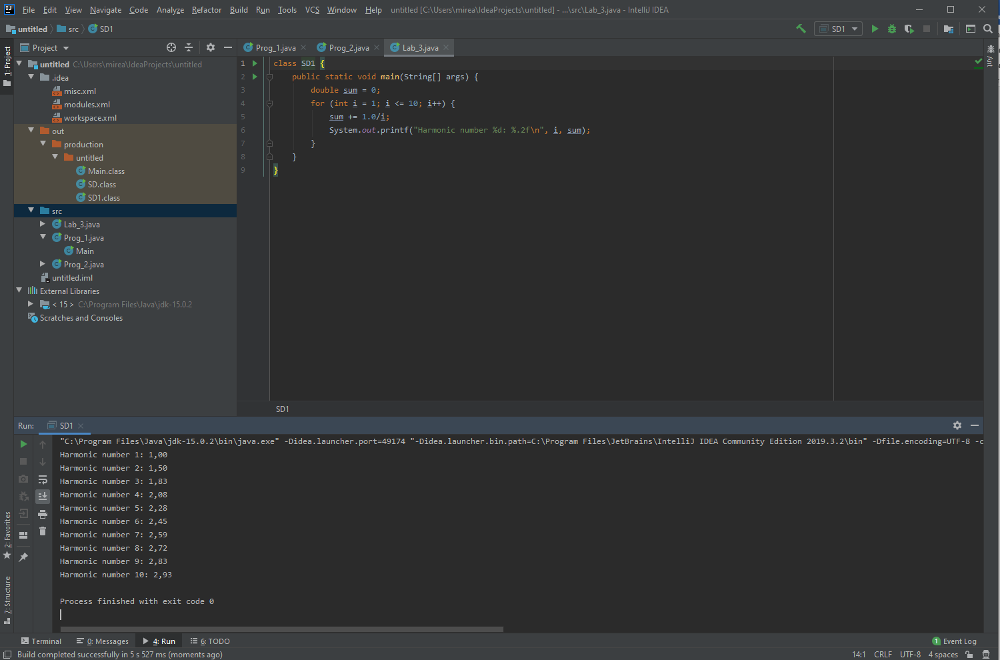 File Edit View Navigate Code Analyze Refactor Build Run Tools VCS Window Help untitled [C:\Users\mirea\IdeaProjects\untitled] - ...\src\Lab_3.java - IntelliJ IDEA
untitled src SD1 SD1
1: Project
Project
Prog_1.java Prog_2.java Lab_3.java
Ant
untitled C:\Users\mirea\IdeaProjects\untitled
.idea
misc.xml
modules.xml
workspace.xml
out
production
untitled
Main.class
SD.class
SD1.class
src
Lab_3.java
Prog_1.java
Main
Prog_2.java
untitled.iml
External Libraries
< 15 > C:\Program Files\Java\jdk-15.0.2
Scratches and Consoles
1 class SD1 {
2 public static void main(String[] args) {
3 double sum = 0;
4 for (int i = 1; i <= 10; i++) {
5 sum += 1.0/i;
6 System.out.printf("Harmonic number %d: %.2f\n", i, sum);
7 }
8 }
9 }
SD1
Run: SD1
"C:\Program Files\Java\jdk-15.0.2\bin\java.exe" -Didea.launcher.port=49174 "-Didea.launcher.bin.path=C:\Program Files\JetBrains\IntelliJ IDEA Community Edition 2019.3.2\bin" -Dfile.encoding=UTF-8 -c
Harmonic number 1: 1,00
Harmonic number 2: 1,50
Harmonic number 3: 1,83
Harmonic number 4: 2,08
Harmonic number 5: 2,28
Harmonic number 6: 2,45
Harmonic number 7: 2,59
Harmonic number 8: 2,72
Harmonic number 9: 2,83
Harmonic number 10: 2,93
Process finished with exit code 0
2: Favorites
7: Structure
Terminal 0: Messages 4: Run 6: TODO 1 Event Log
Build completed successfully in 5 s 527 ms (moments ago) 14:1 CRLF UTF-8 4 spaces